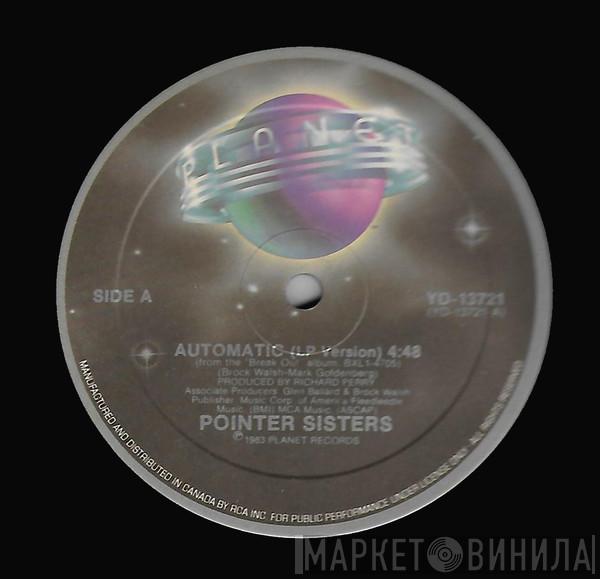 PLANET
SIDE A
YD-13721
(YD-13721 A)
AUTOMATIC (LP Version) 4:48
(from the "Break Out" album, BXL1-4705)
(Brock Walsh-Mark Goldenberg)
PRODUCED BY RICHARD PERRY
Associate Producers: Glen Ballard & Brock Walsh
Publisher: Music Corp. of America Fleedleedle
Music. (BMI) MCA Music. (ASCAP)
POINTER SISTERS
©1983 PLANET RECORDS
MANUFACTURED AND DISTRIBUTED IN CANADA BY RCA INC. FOR PUBLIC PERFORMANCE UNDER LICENSE ONLY. ALL RIGHTS RESERVED
МАРКЕТ ВИНИЛА